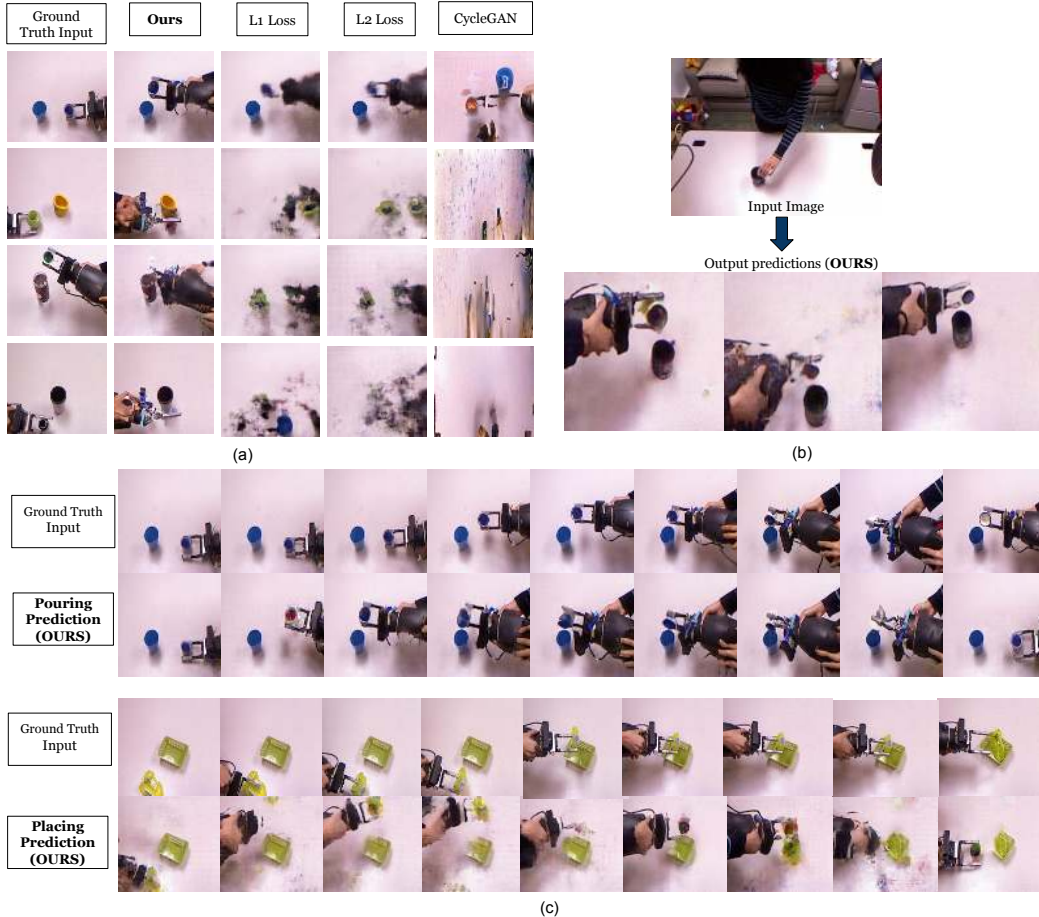 Ground
Truth Input
Ours
L1 Loss
L2 Loss
CycleGAN
(a)
Input Image
Output predictions (OURS)
(b)
Ground Truth
Input
Pouring
Prediction
(OURS)
Ground Truth
Input
Placing
Prediction
(OURS)
(c)